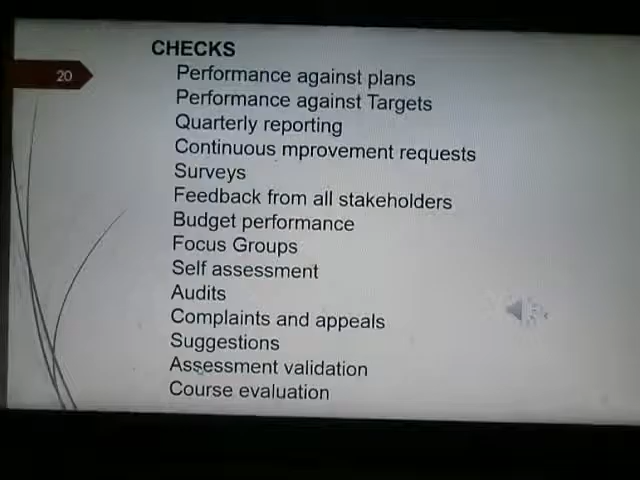 CHECKS
20
Performance against plans
Performance against Targets
Quarterly reporting
Continuous mprovement requests
Surveys
Feedback from all stakeholders
Budget performance
Focus Groups
Self assessment
Audits
Complaints and appeals
Suggestions
Assessment validation
Course evaluation